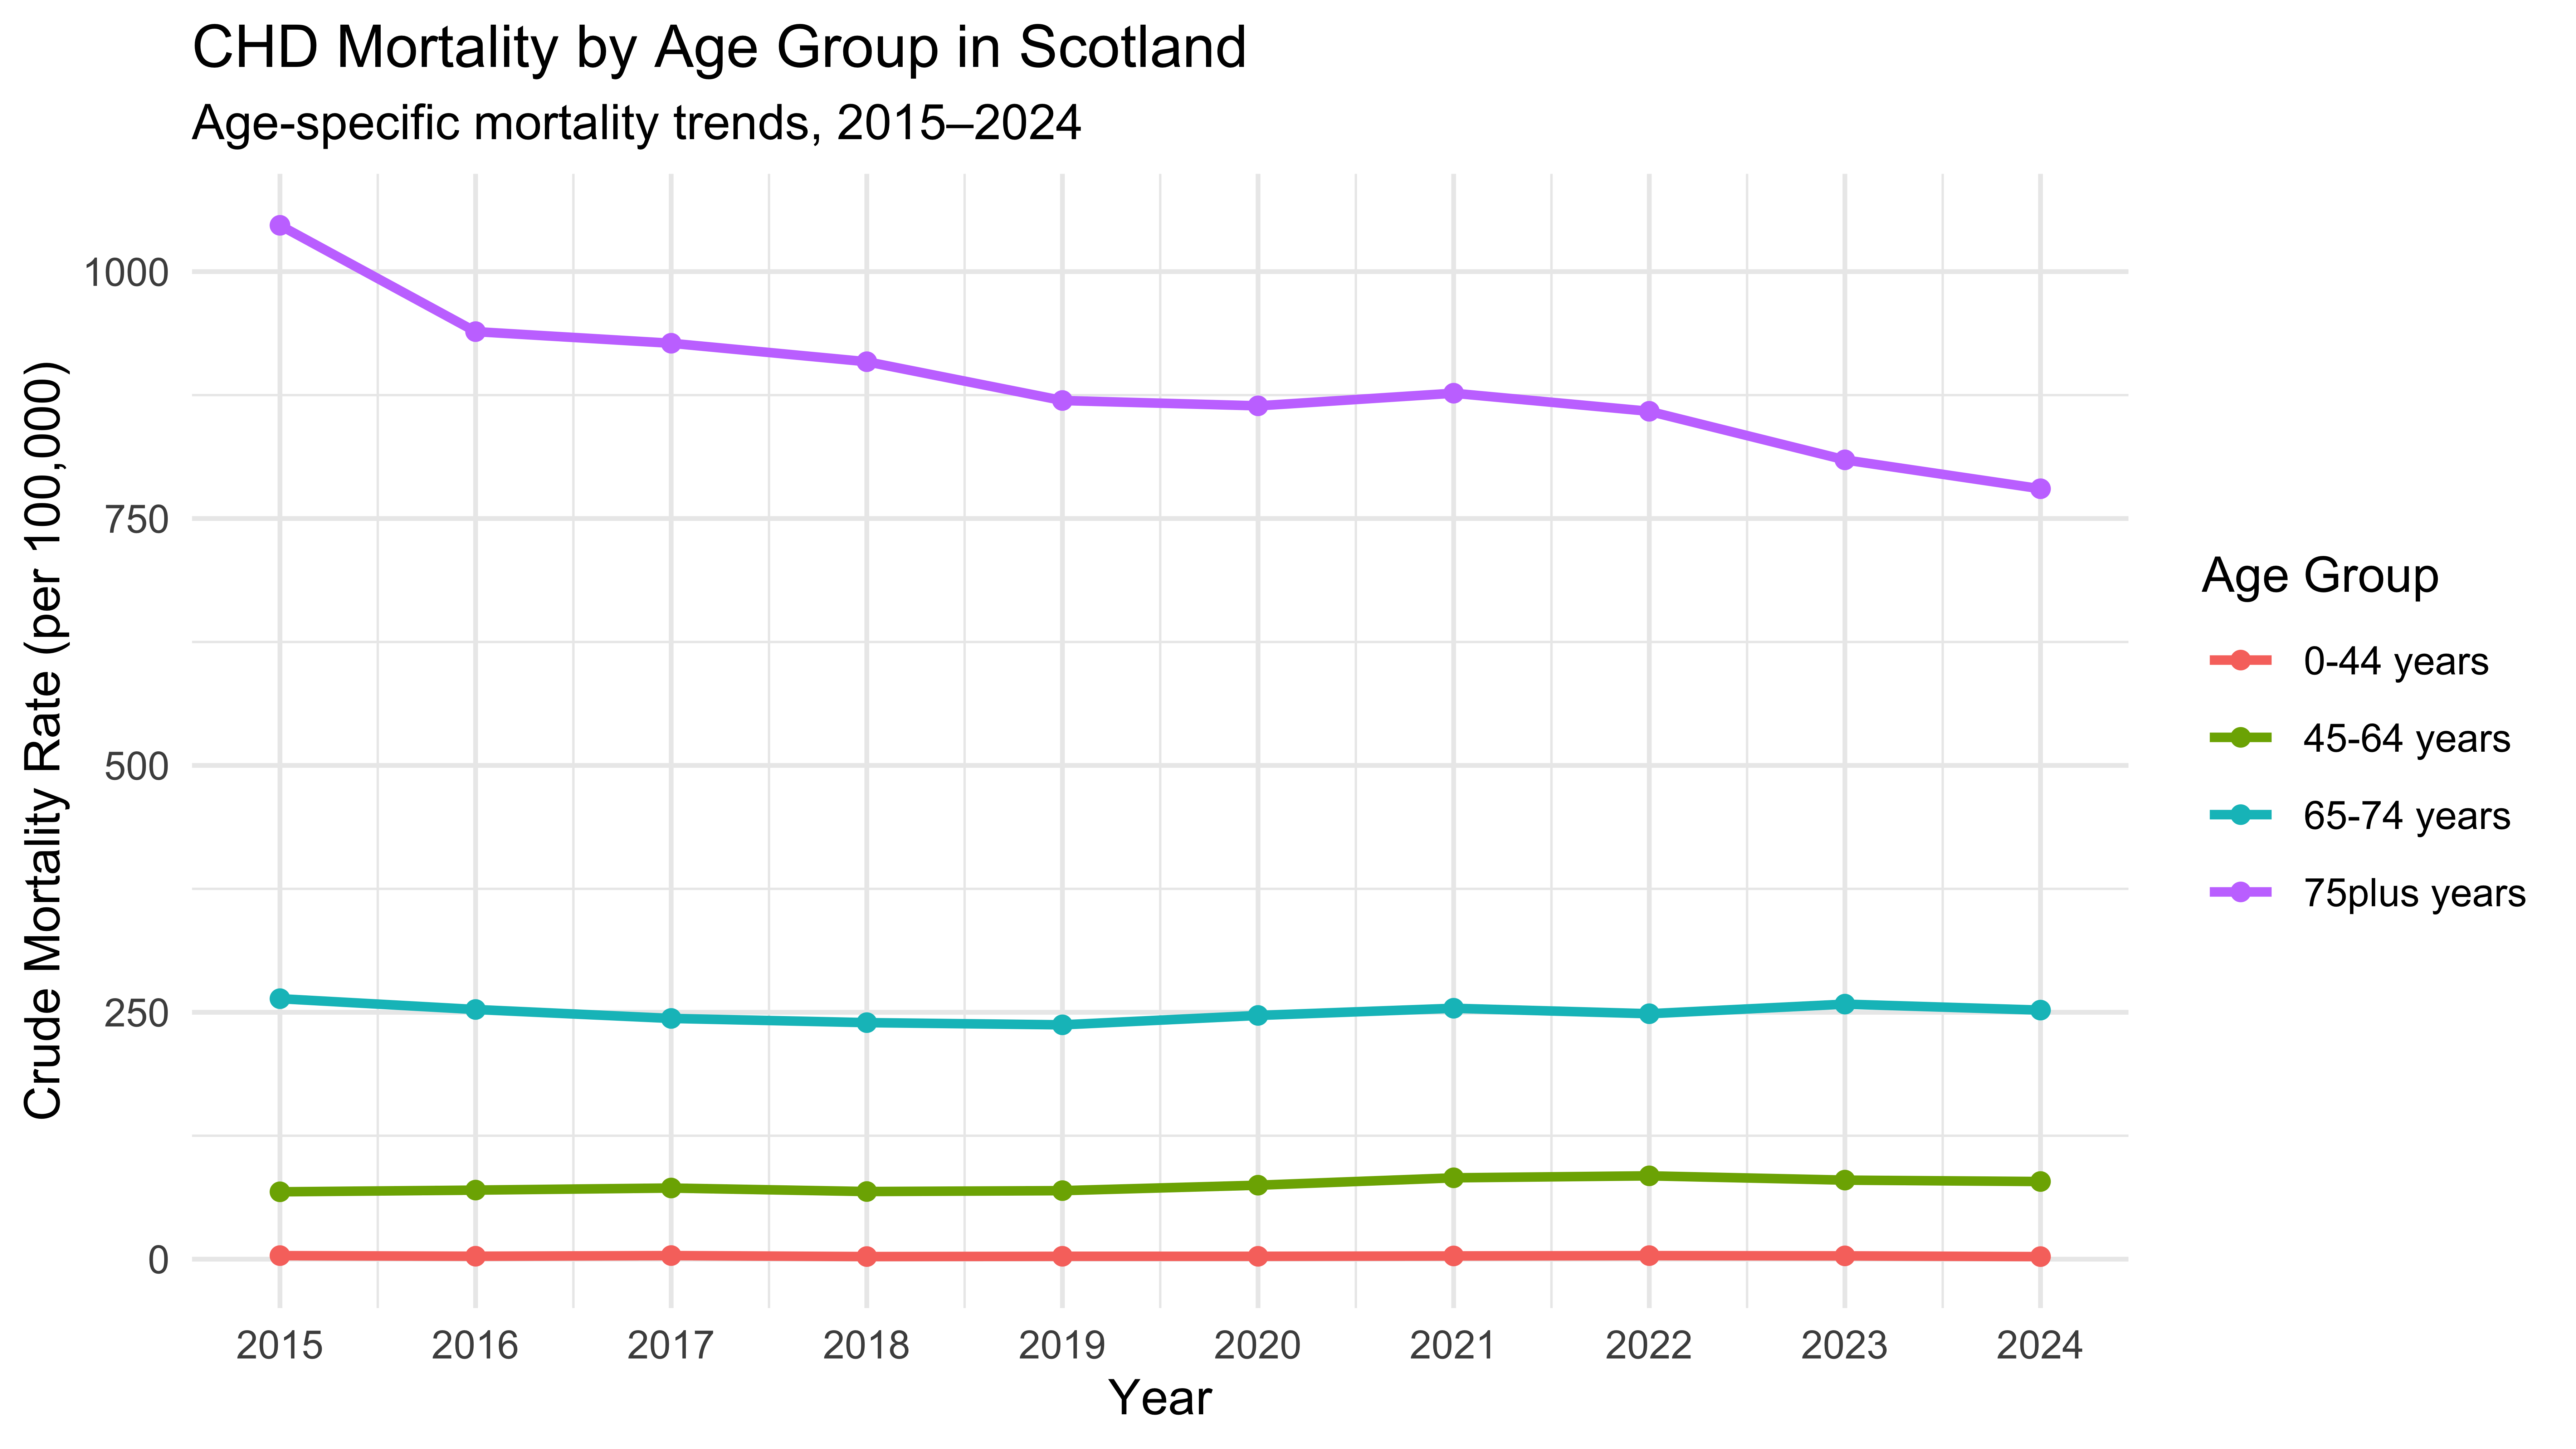 CHD Mortality by Age Group in Scotland
Age-specific mortality trends, 2015–2024
Crude Mortality Rate (per 100,000)
1000
750
500
250
0
2015 2016 2017 2018 2019 2020 2021 2022 2023 2024
Year
Age Group
0-44 years
45-64 years
65-74 years
75plus years